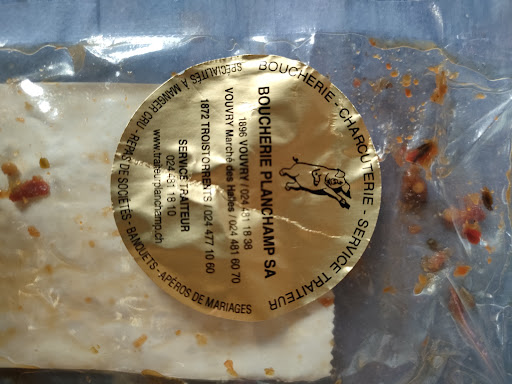 BOUCHERIE - CHARCUTERIE - SERVICE TRAITEUR
SPÉCIALITÉS À MANGER CRU - REPAS DE SOCIÉTÉS - BANQUETS - APÉROS DE MARIAGES
BOUCHERIE PLANCHAMP SA
1896 VOUVRY / 024 481 18 38
VOUVRY Marché des Halles / 024 481 60 70
1872 TROISTORRENTS / 024 477 10 60
SERVICE TRAITEUR
024 481 18 10
www.traiteurplanchamp.ch